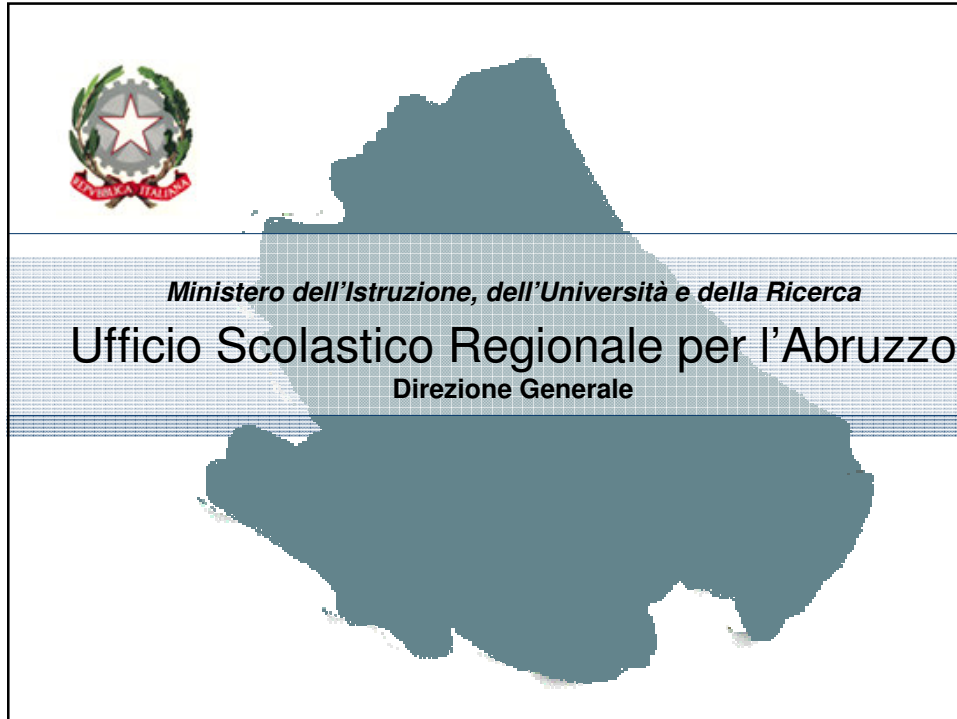 REPVBBLICA ITALIANA
Ministero dell'Istruzione, dell'Università e della Ricerca
Ufficio Scolastico Regionale per l'Abruzzo
Direzione Generale